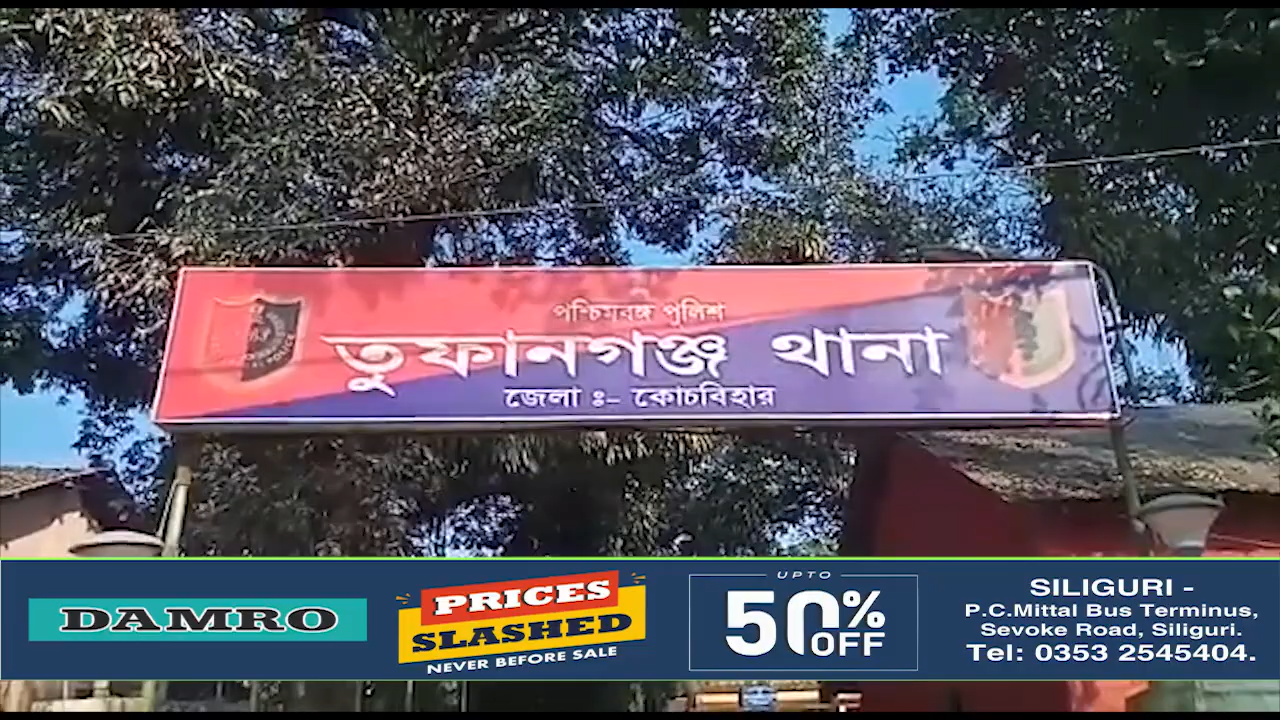 পশ্চিমবঙ্গ পুলিশ
তুফানগঞ্জ থানা
জেলা ঃ- কোচবিহার
DAMRO
PRICES
SLASHED
NEVER BEFORE SALE
UPTO
50% OFF
SILIGURI -
P.C.Mittal Bus Terminus,
Sevoke Road, Siliguri.
Tel: 0353 2545404.